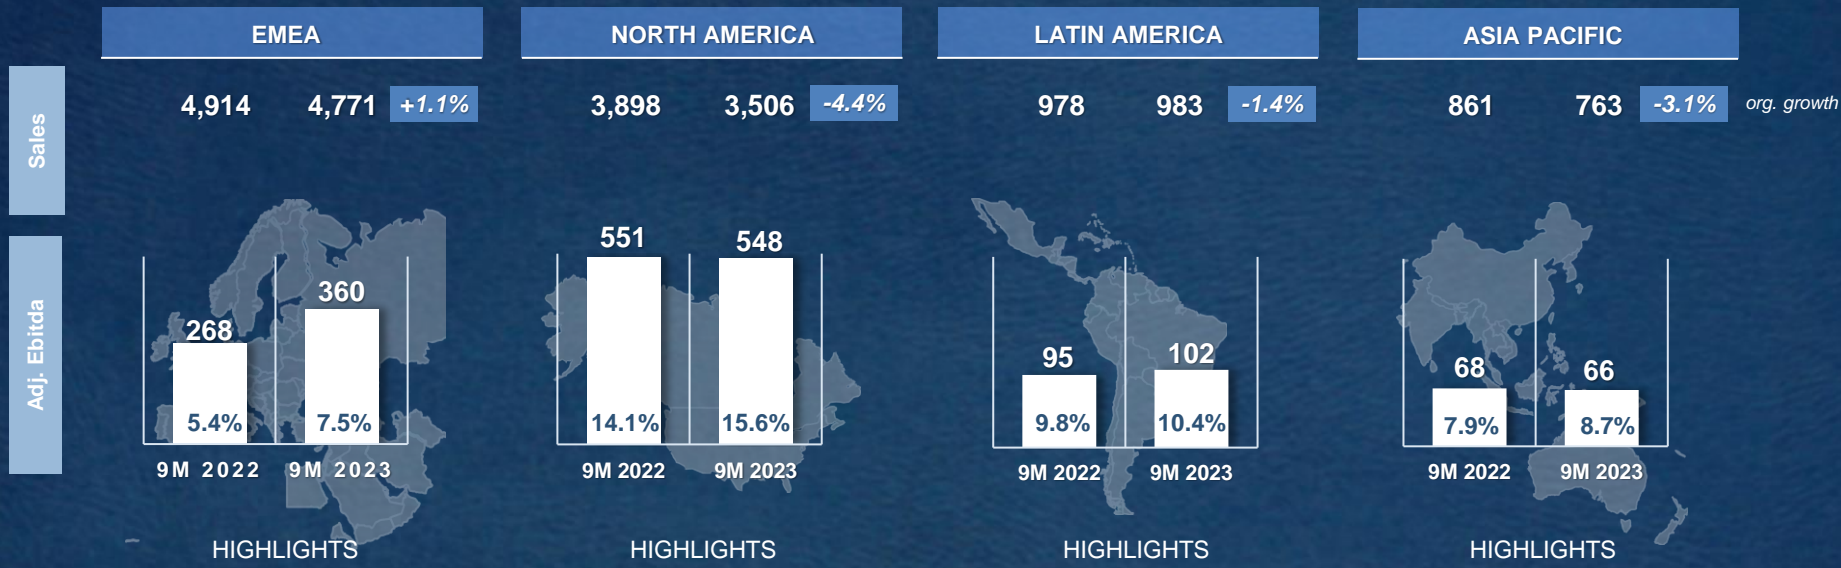 EMEA
NORTH AMERICA
LATIN AMERICA
ASIA PACIFIC
Sales
4,914 4,771 +1.1%
3,898 3,506 -4.4%
978 983 -1.4%
861 763 -3.1% org. growth
Adj. Ebitda
268 360
5.4% 7.5%
9M 2022 9M 2023
551 548
14.1% 15.6%
9M 2022 9M 2023
95 102
9.8% 10.4%
9M 2022 9M 2023
68 66
7.9% 8.7%
9M 2022 9M 2023
HIGHLIGHTS
HIGHLIGHTS
HIGHLIGHTS
HIGHLIGHTS